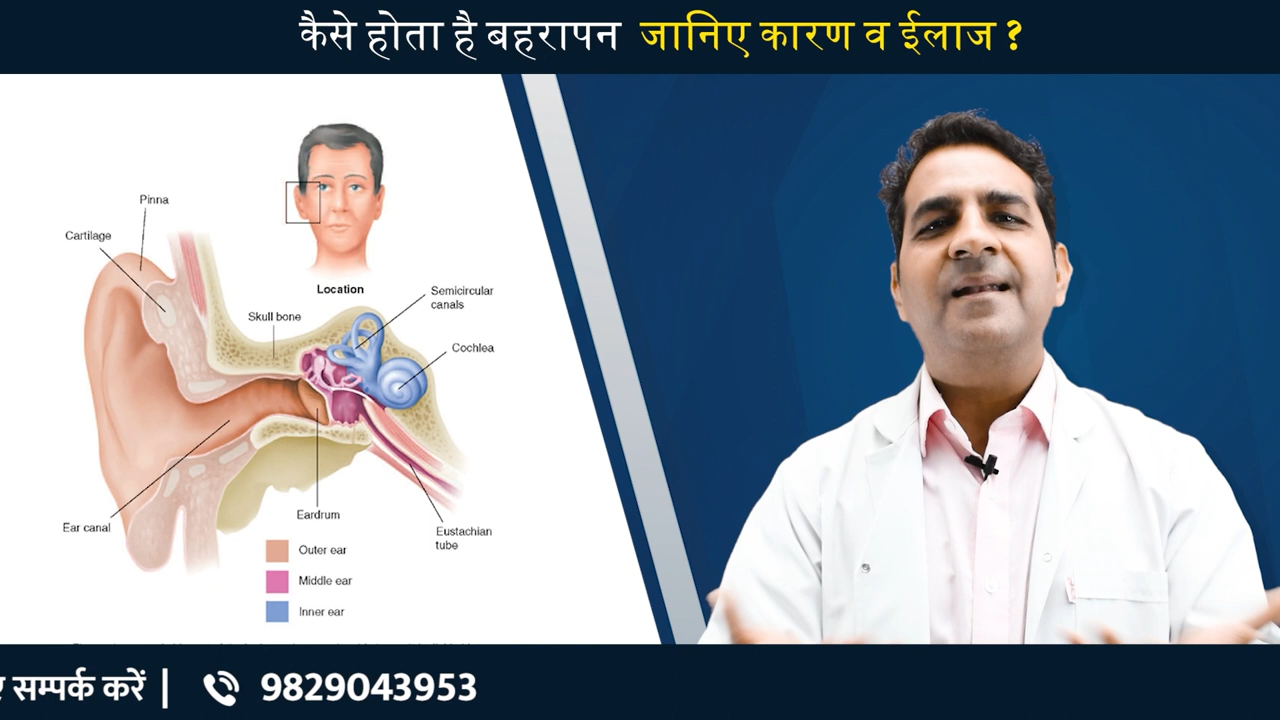 कैसे होता है बहरापन जानिए कारण व ईलाज ?
Pinna
Cartilage
Location
Skull bone
Semicircular
canals
Cochlea
Ear canal
Eardrum
Eustachian
tube
Outer ear
Middle ear
Inner ear
सम्पर्क करें | 9829043953